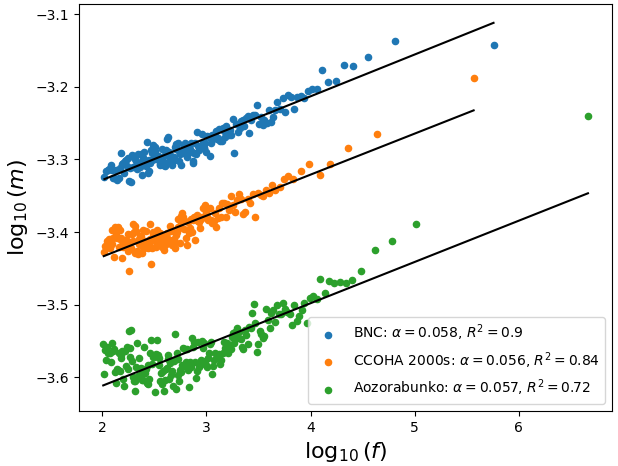 −3.1
−3.2
−3.3
−3.4
−3.5
−3.6
log₁₀(m)
BNC: α = 0.058, R² = 0.9
CCOHA 2000s: α = 0.056, R² = 0.84
Aozorabunko: α = 0.057, R² = 0.72
2 3 4 5 6
log₁₀(f)